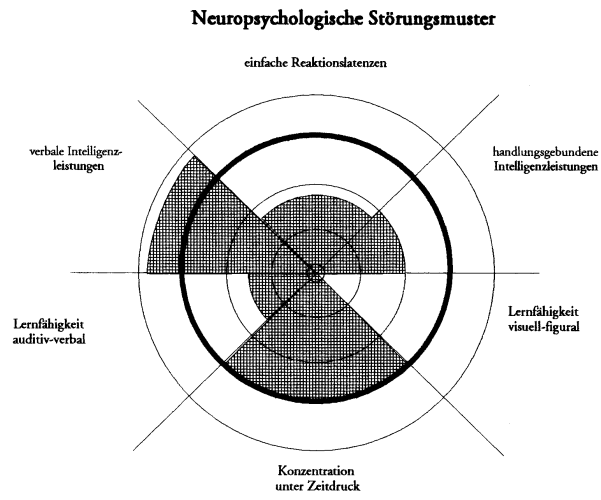 Neuropsychologische Störungsmuster
einfache Reaktionslatenzen
verbale Intelligenz-
leistungen
handlungsgebundene
Intelligenzleistungen
Lernfähigkeit
auditiv-verbal
Lernfähigkeit
visuell-figural
Konzentration
unter Zeitdruck